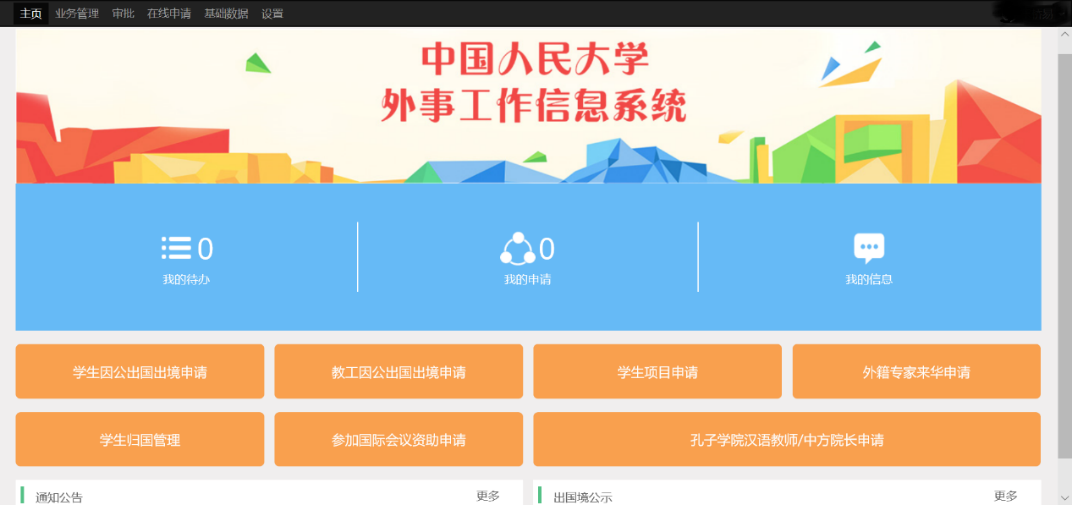 主页 业务管理 审批 在线申请 基础数据 设置
中国人民大学
外事工作信息系统
0 0
我的待办 我的申请 我的信息
学生因公出国出境申请 教工因公出国出境申请 学生项目申请 外籍专家来华申请
学生归国管理 参加国际会议资助申请 孔子学院汉语教师/中方院长申请
通知公告 更多 出国境公示 更多